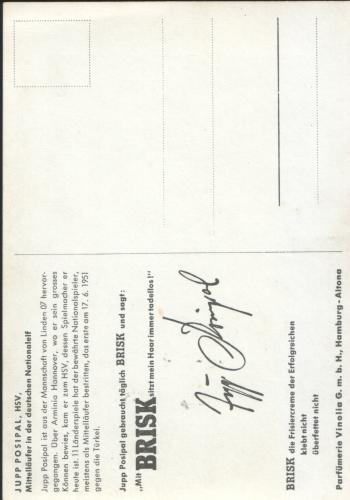 JUPP POSIPAL, HSV,
Mittelläufer in der deutschen Nationalelf
Jupp Posipal ist aus der Mannschaft von Linden 07 hervor-
gegangen. Über Arminia Hannover, wo er sein grosses
Können bewies, kam er zum HSV, dessen Spielmacher er
heute ist. 11 Länderspiele hat der bewährte Nationalspieler,
meistens als Mittelläufer bestritten, das erste am 17. 6. 1951
gegen die Türkei.
Jupp Posipal gebraucht täglich BRISK und sagt:
„Mit
BRISK sitzt mein Haar immer tadellos!"
Jupp Posipal
BRISK die Frisiercreme der Erfolgreichen
klebt nicht
überfettet nicht
Parfümerie Vinolia G. m. b. H., Hamburg-Altona